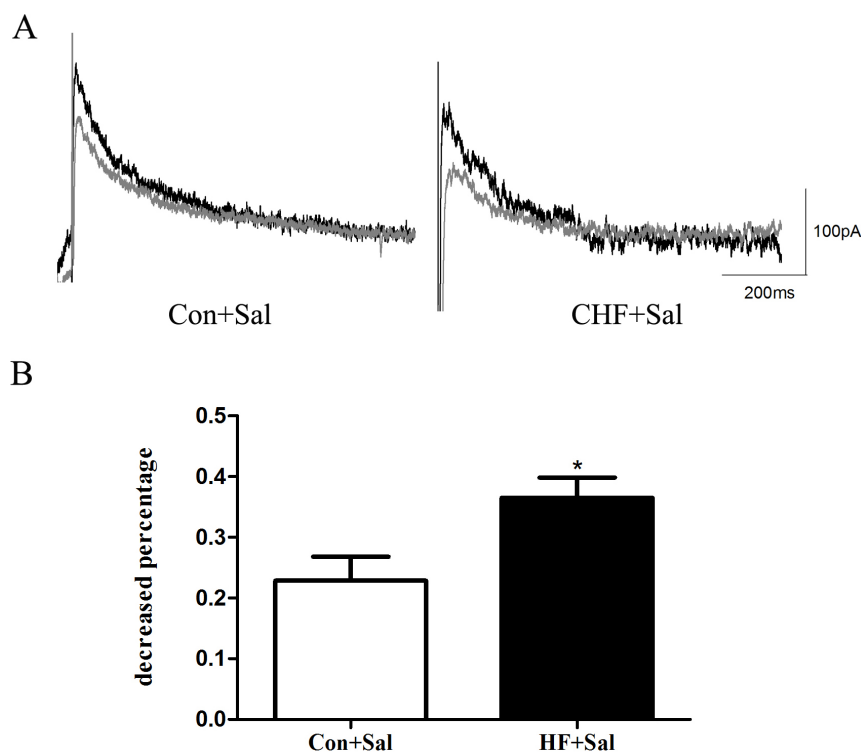 A
100pA
200ms
Con+Sal
CHF+Sal
B
decreased percentage
0.5
0.4
0.3
0.2
0.1
0.0
*
Con+Sal
HF+Sal